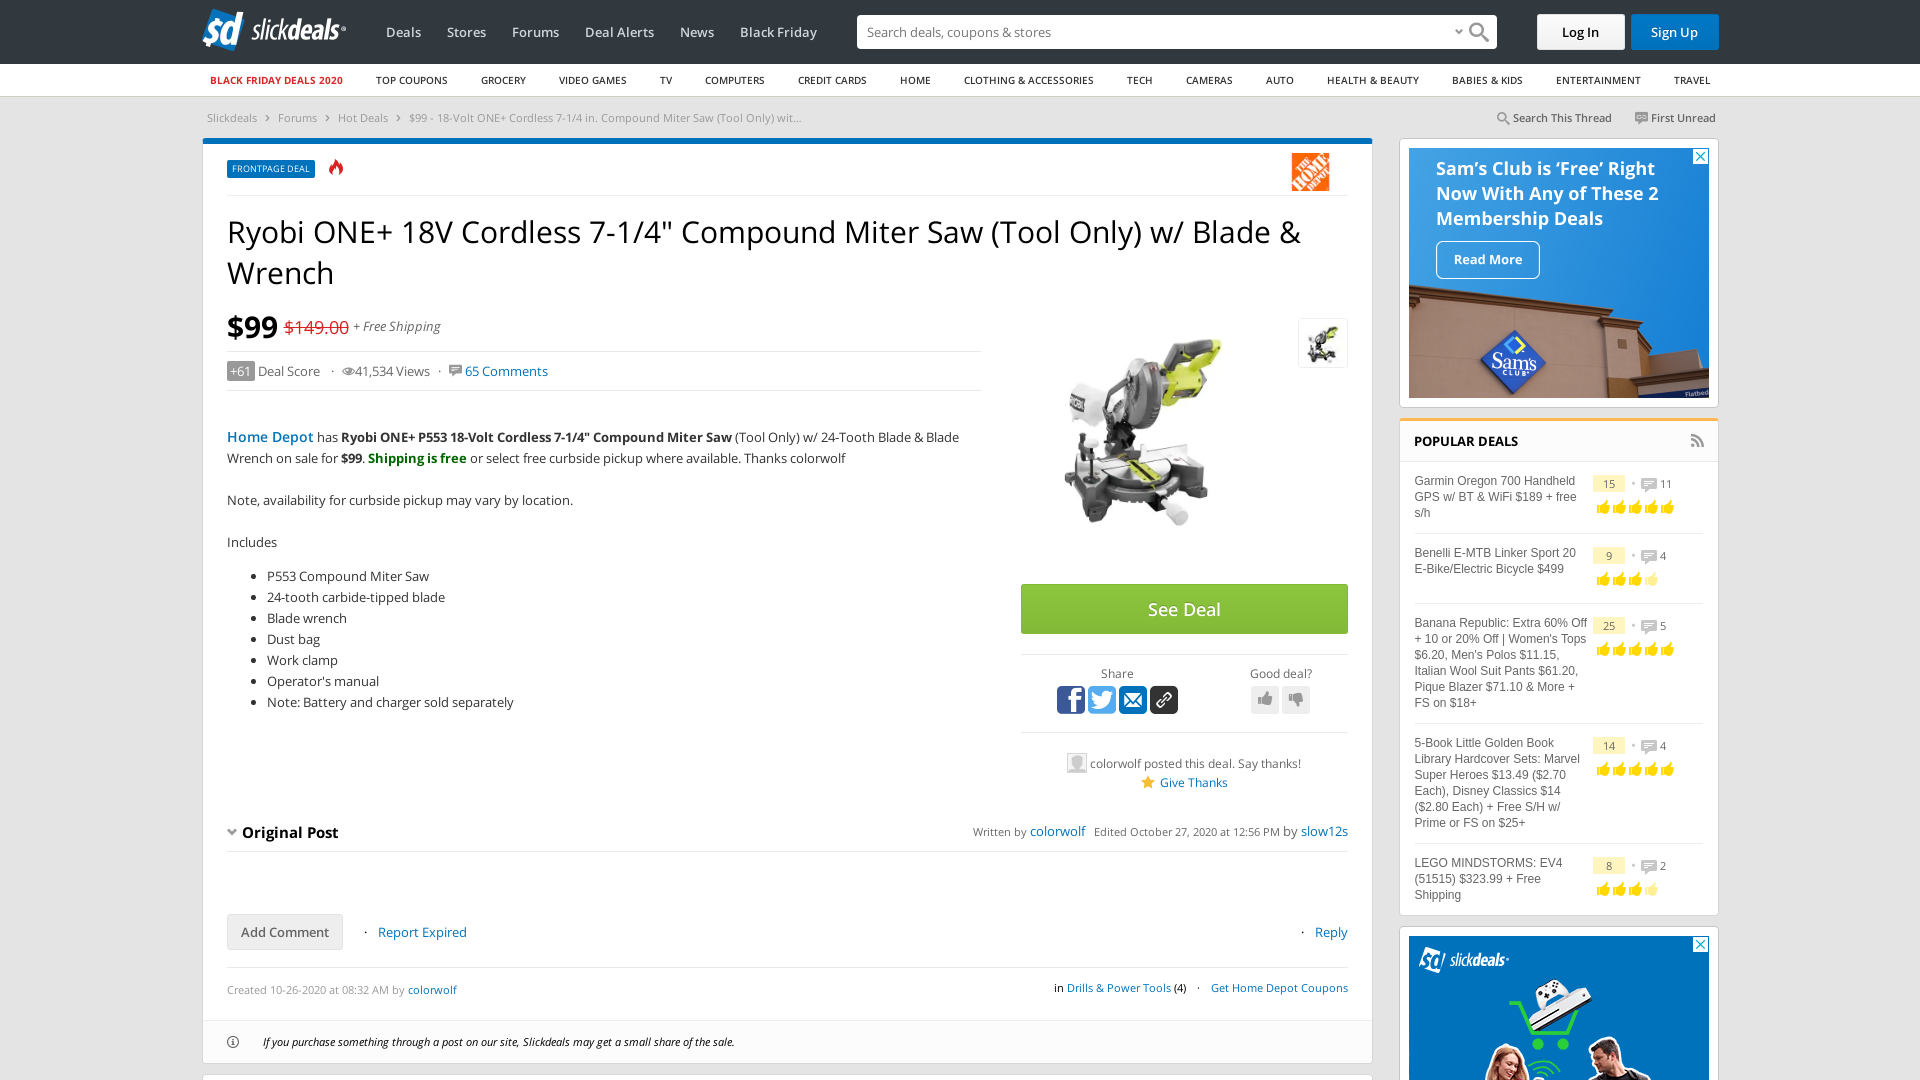 slickdeals
Deals
Stores
Forums
Deal Alerts
News
Black Friday
Search deals, coupons & stores
Log In
Sign Up
BLACK FRIDAY DEALS 2020
TOP COUPONS
GROCERY
VIDEO GAMES
TV
COMPUTERS
CREDIT CARDS
HOME
CLOTHING & ACCESSORIES
TECH
CAMERAS
AUTO
HEALTH & BEAUTY
BABIES & KIDS
ENTERTAINMENT
TRAVEL
Slickdeals > Forums > Hot Deals > $99 - 18-Volt ONE+ Cordless 7-1/4 in. Compound Miter Saw (Tool Only) wit...
Search This Thread
First Unread
FRONTPAGE DEAL
THE HOME DEPOT
Ryobi ONE+ 18V Cordless 7-1/4" Compound Miter Saw (Tool Only) w/ Blade &
Wrench
$99 $149.00 + Free Shipping
+61 Deal Score · 41,534 Views · 65 Comments
Home Depot has Ryobi ONE+ P553 18-Volt Cordless 7-1/4" Compound Miter Saw (Tool Only) w/ 24-Tooth Blade & Blade
Wrench on sale for $99. Shipping is free or select free curbside pickup where available. Thanks colorwolf
Note, availability for curbside pickup may vary by location.
Includes
• P553 Compound Miter Saw
• 24-tooth carbide-tipped blade
• Blade wrench
• Dust bag
• Work clamp
• Operator's manual
• Note: Battery and charger sold separately
See Deal
Share
Good deal?
colorwolf posted this deal. Say thanks!
Give Thanks
Original Post
Written by colorwolf Edited October 27, 2020 at 12:56 PM by slow12s
Add Comment · Report Expired
· Reply
Created 10-26-2020 at 08:32 AM by colorwolf
in Drills & Power Tools (4) · Get Home Depot Coupons
If you purchase something through a post on our site, Slickdeals may get a small share of the sale.
Sam's Club is 'Free' Right
Now With Any of These 2
Membership Deals
Read More
Sam's
CLUB
Flatbed
POPULAR DEALS
Garmin Oregon 700 Handheld
GPS w/ BT & WiFi $189 + free
s/h
15 • 11
Benelli E-MTB Linker Sport 20
E-Bike/Electric Bicycle $499
9 • 4
Banana Republic: Extra 60% Off
+ 10 or 20% Off | Women's Tops
$6.20, Men's Polos $11.15,
Italian Wool Suit Pants $61.20,
Pique Blazer $71.10 & More +
FS on $18+
25 • 5
5-Book Little Golden Book
Library Hardcover Sets: Marvel
Super Heroes $13.49 ($2.70
Each), Disney Classics $14
($2.80 Each) + Free S/H w/
Prime or FS on $25+
14 • 4
LEGO MINDSTORMS: EV4
(51515) $323.99 + Free
Shipping
8 • 2
slickdeals